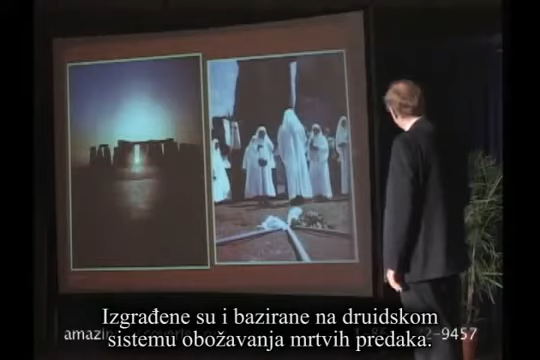 Izgrađene su i bazirane na druidskom
sistemu obožavanja mrtvih predaka.